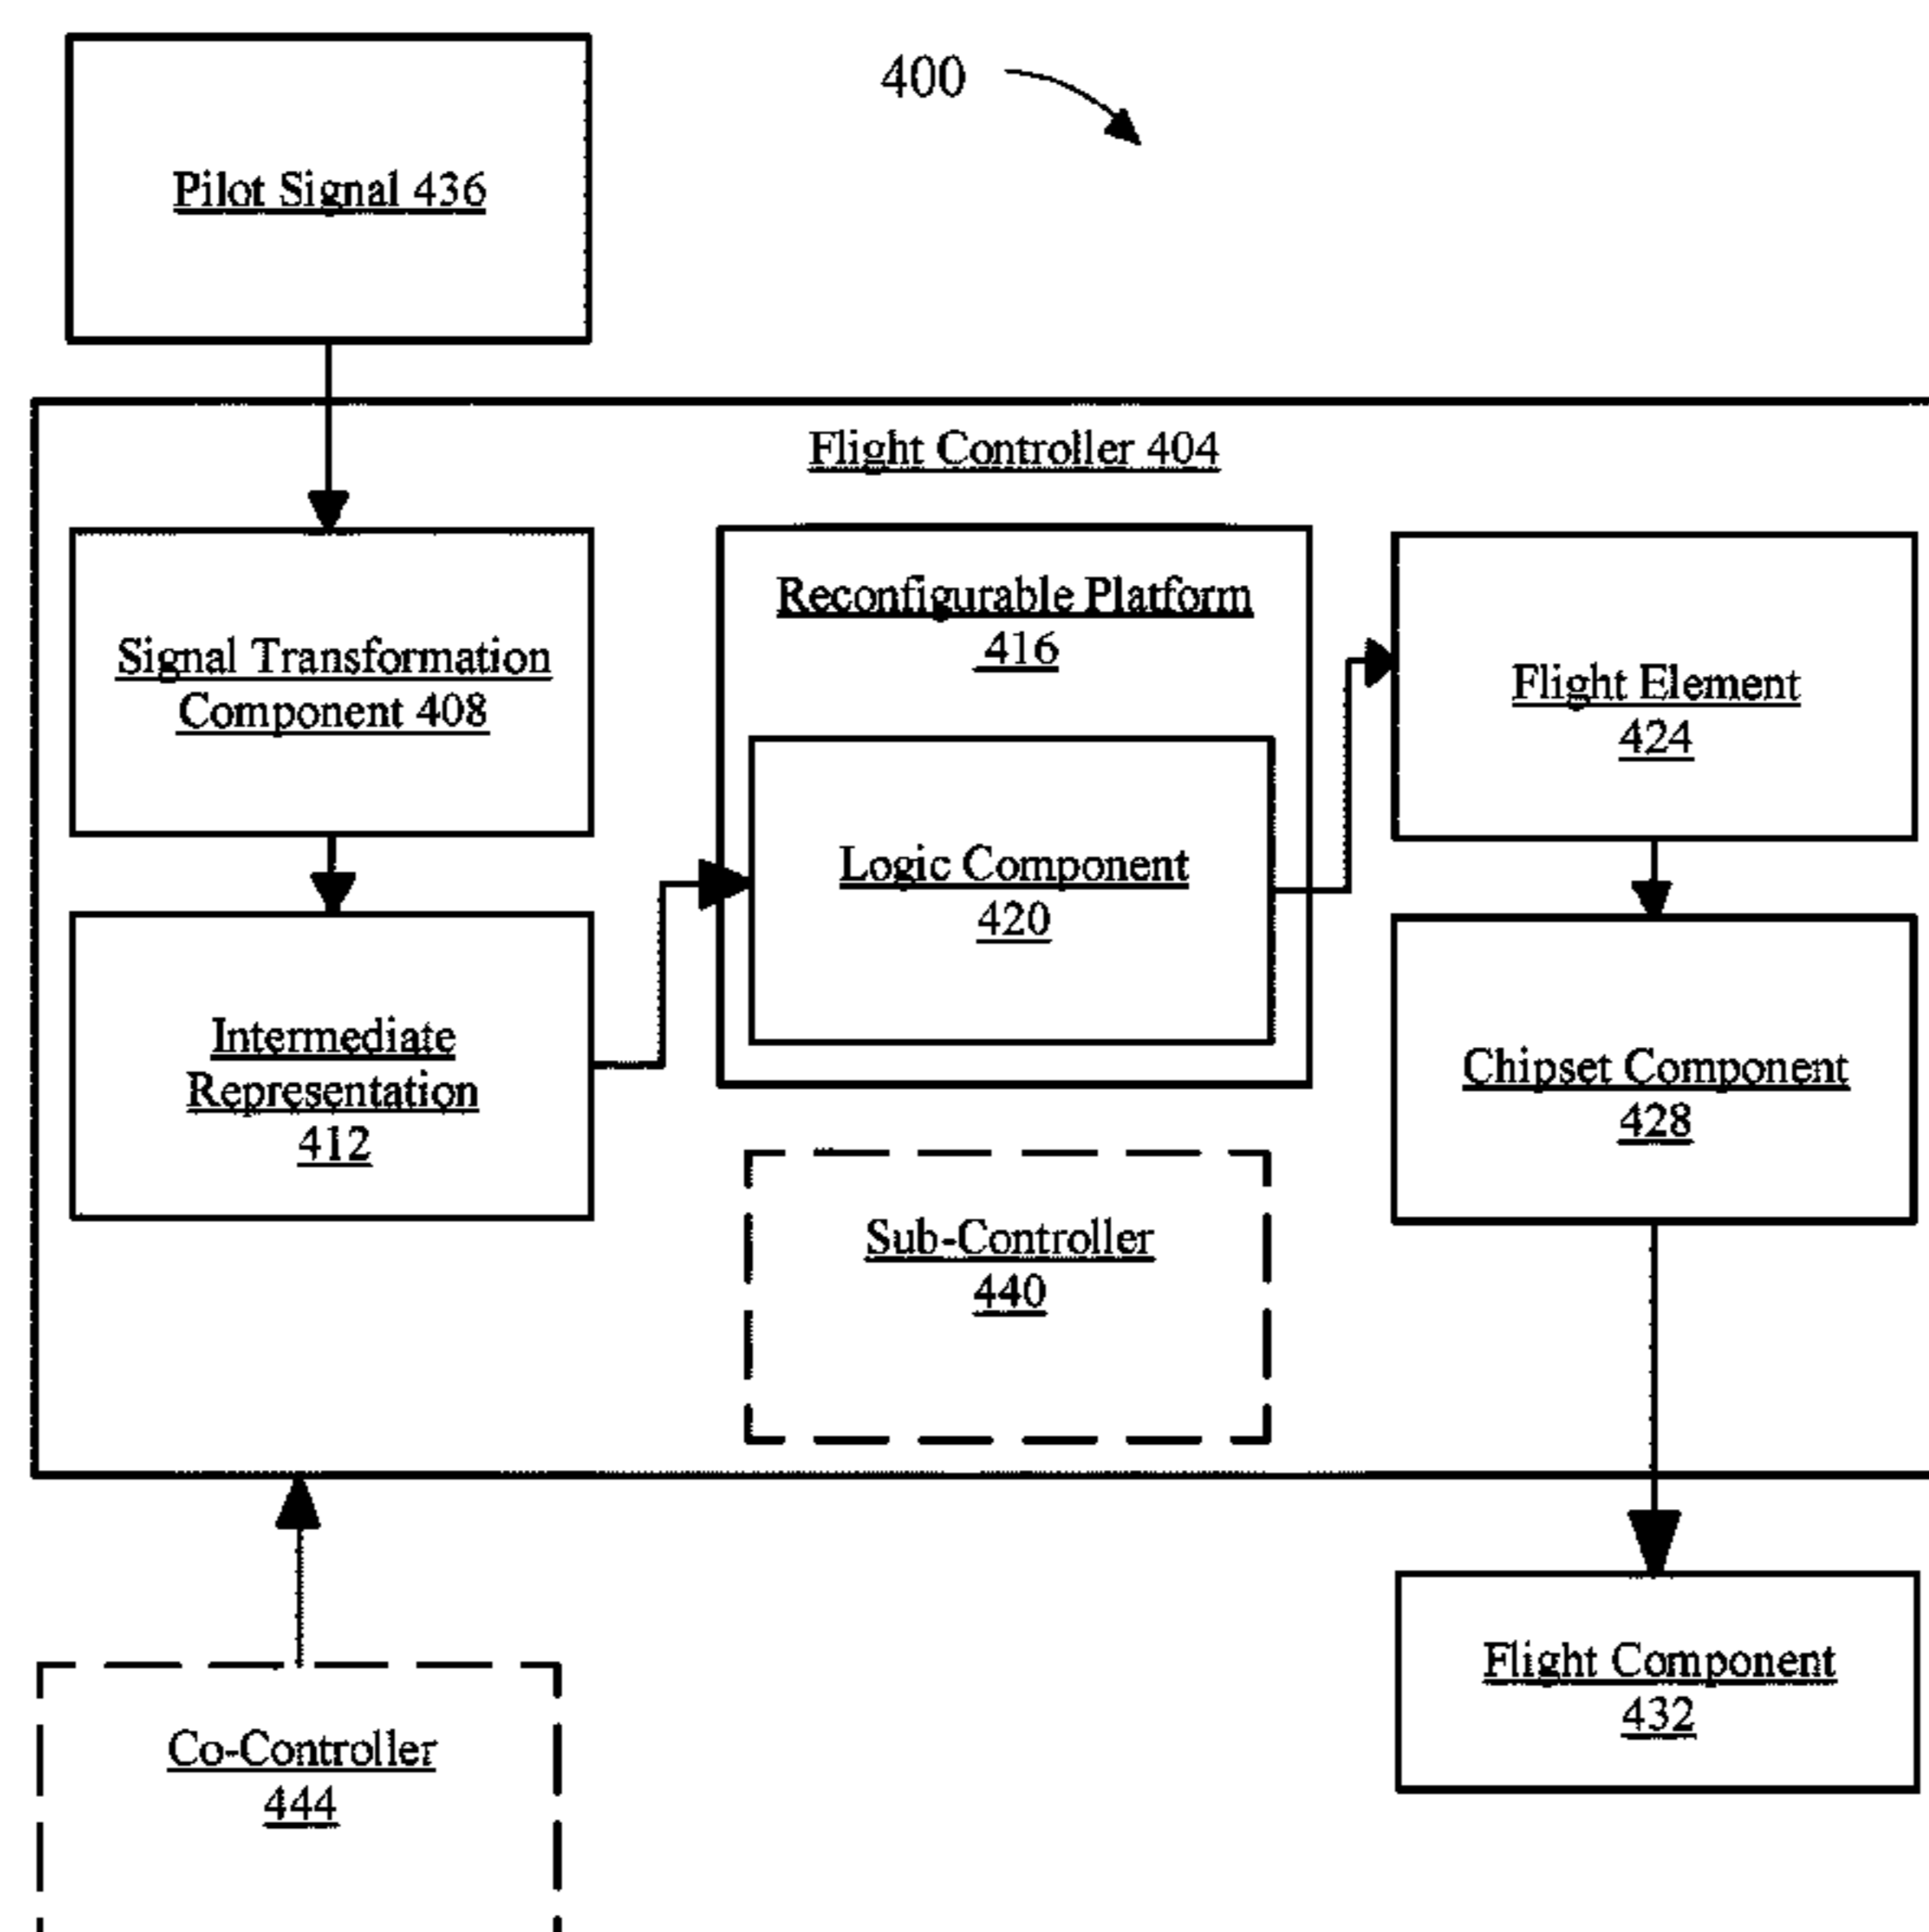 400
Pilot Signal 436
Flight Controller 404
Signal Transformation
Component 408
Intermediate
Representation
412
Reconfigurable Platform
416
Logic Component
420
Sub-Controller
440
Flight Element
424
Chipset Component
428
Flight Component
432
Co-Controller
444